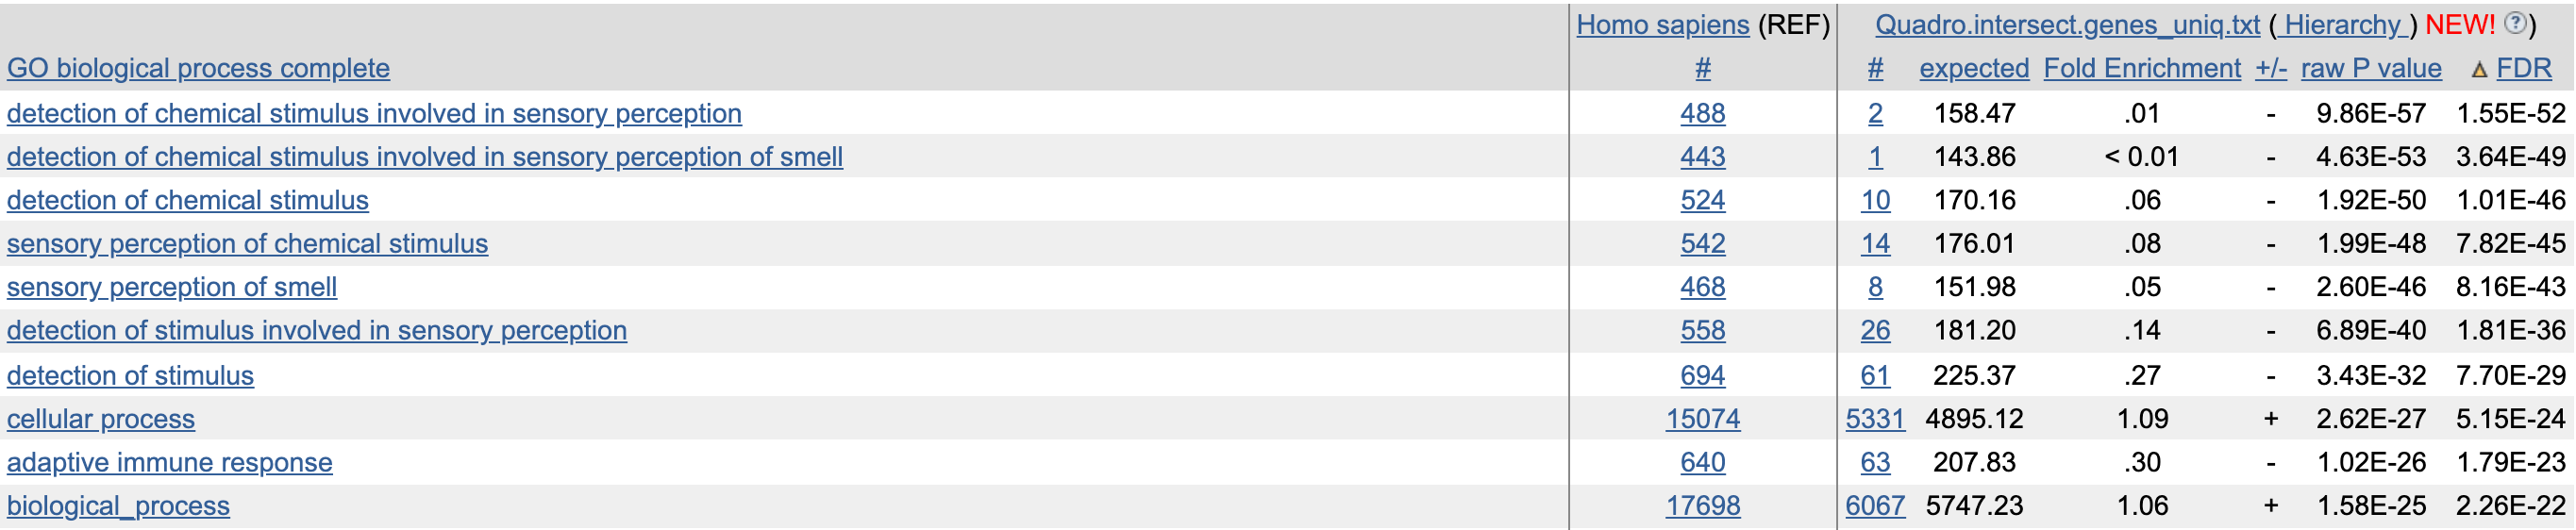 Homo sapiens (REF) Quadro.intersect.genes_uniq.txt ( Hierarchy ) NEW! ?)
GO biological process complete # # expected Fold Enrichment +/- raw P value FDR
detection of chemical stimulus involved in sensory perception 488 2 158.47 .01 - 9.86E-57 1.55E-52
detection of chemical stimulus involved in sensory perception of smell 443 1 143.86 < 0.01 - 4.63E-53 3.64E-49
detection of chemical stimulus 524 10 170.16 .06 - 1.92E-50 1.01E-46
sensory perception of chemical stimulus 542 14 176.01 .08 - 1.99E-48 7.82E-45
sensory perception of smell 468 8 151.98 .05 - 2.60E-46 8.16E-43
detection of stimulus involved in sensory perception 558 26 181.20 .14 - 6.89E-40 1.81E-36
detection of stimulus 694 61 225.37 .27 - 3.43E-32 7.70E-29
cellular process 15074 5331 4895.12 1.09 + 2.62E-27 5.15E-24
adaptive immune response 640 63 207.83 .30 - 1.02E-26 1.79E-23
biological_process 17698 6067 5747.23 1.06 + 1.58E-25 2.26E-22